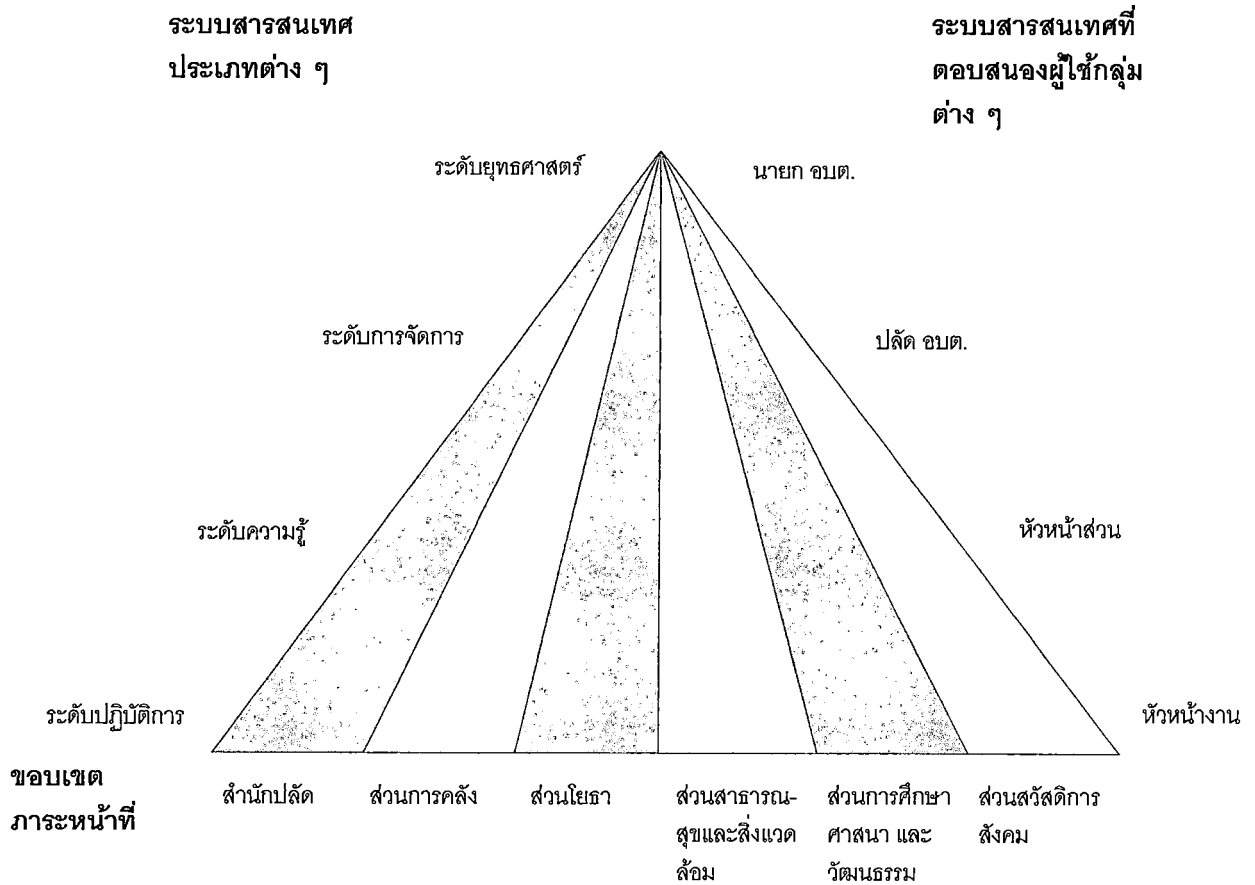 ระบบสารสนเทศ
ประเภทต่าง ๆ
ระบบสารสนเทศที่
ตอบสนองผู้ใช้กลุ่ม
ต่าง ๆ
ระดับยุทธศาสตร์
นายก อบต.
ระดับการจัดการ
ปลัด อบต.
ระดับความรู้
หัวหน้าส่วน
ระดับปฏิบัติการ
หัวหน้างาน
ขอบเขต
ภาระหน้าที่
สำนักปลัด
ส่วนการคลัง
ส่วนโยธา
ส่วนสาธารณ-
สุขและสิ่งแวด
ล้อม
ส่วนการศึกษา
ศาสนา และ
วัฒนธรรม
ส่วนสวัสดิการ
สังคม